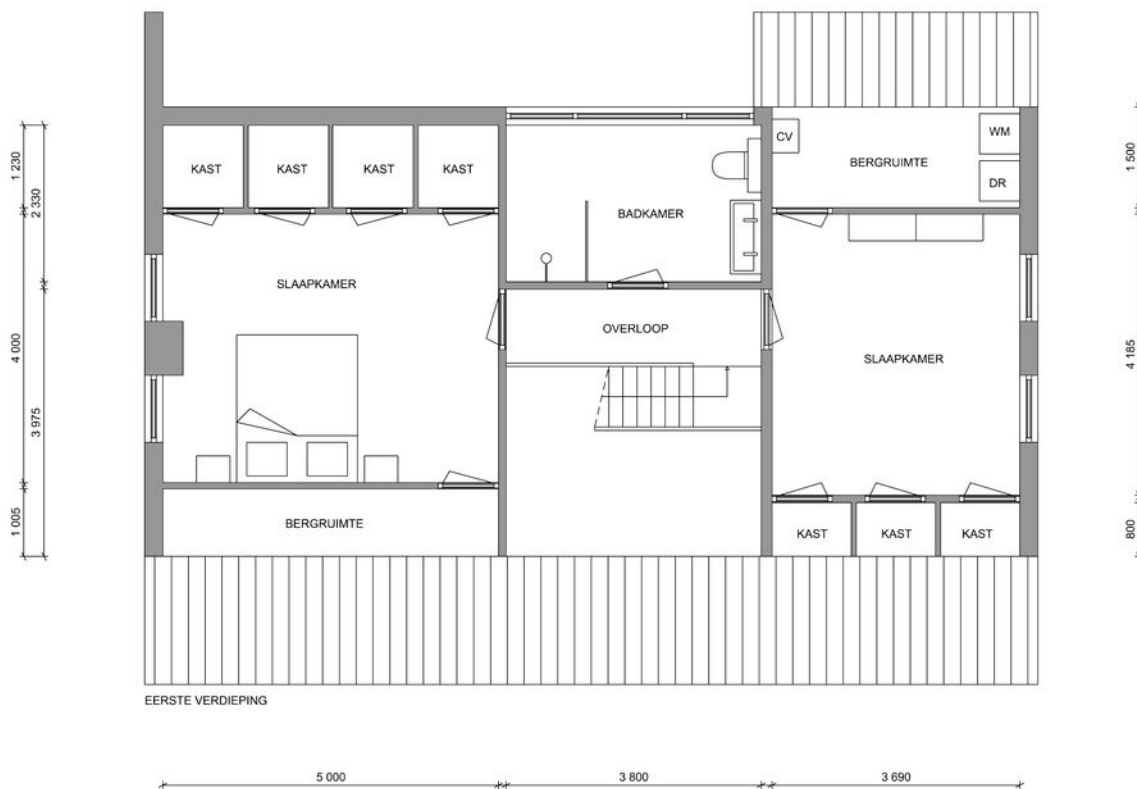 CV
WM
1 500
KAST
KAST
KAST
KAST
BERGRUIMTE
1 230
DR
2 330
BADKAMER
SLAAPKAMER
OVERLOOP
4 000
SLAAPKAMER
4 185
3 975
BERGRUIMTE
KAST
KAST
KAST
1 005
800
EERSTE VERDIEPING
5 000
3 800
3 690